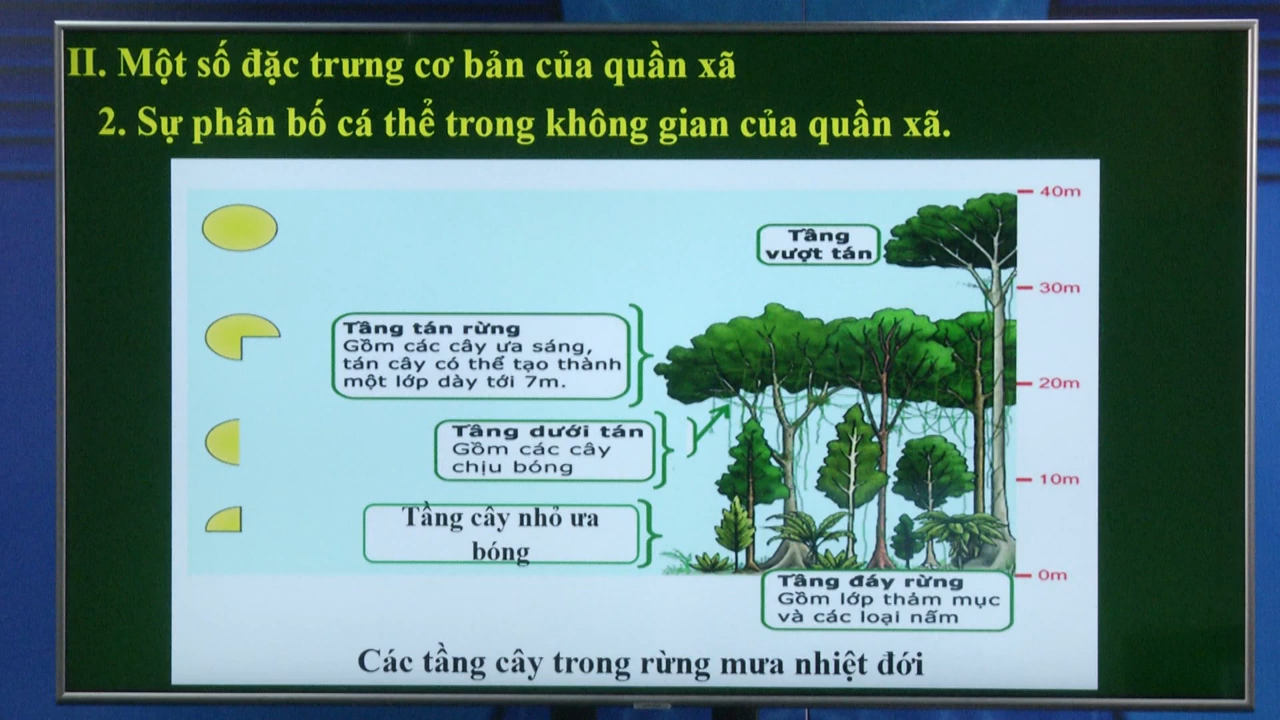 II. Một số đặc trưng cơ bản của quần xã
2. Sự phân bố cá thể trong không gian của quần xã.
40m
Tầng
vượt tán
30m
Tầng tán rừng
Gồm các cây ưa sáng,
tán cây có thể tạo thành
một lớp dày tới 7m.
20m
Tầng dưới tán
Gồm các cây
chịu bóng
10m
Tầng cây nhỏ ưa
bóng
0m
Tầng đáy rừng
Gồm lớp thảm mục
và các loại nấm
Các tầng cây trong rừng mưa nhiệt đới